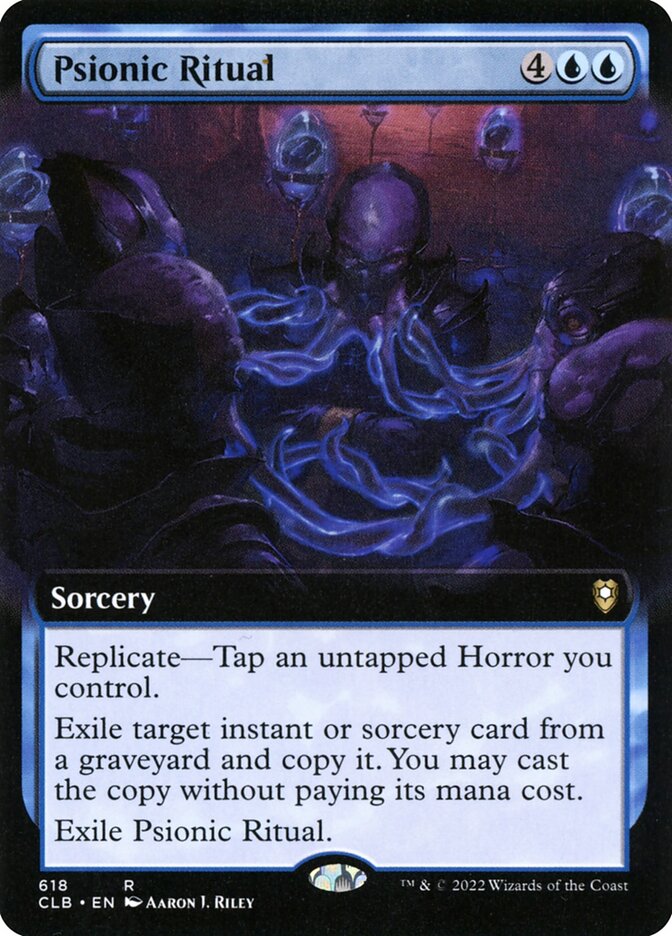 Psionic Ritual 4
Sorcery
Replicate—Tap an untapped Horror you
control.
Exile target instant or sorcery card from
a graveyard and copy it. You may cast
the copy without paying its mana cost.
Exile Psionic Ritual.
618 R
™ & © 2022 Wizards of the Coast
CLB • EN Aaron J. Riley